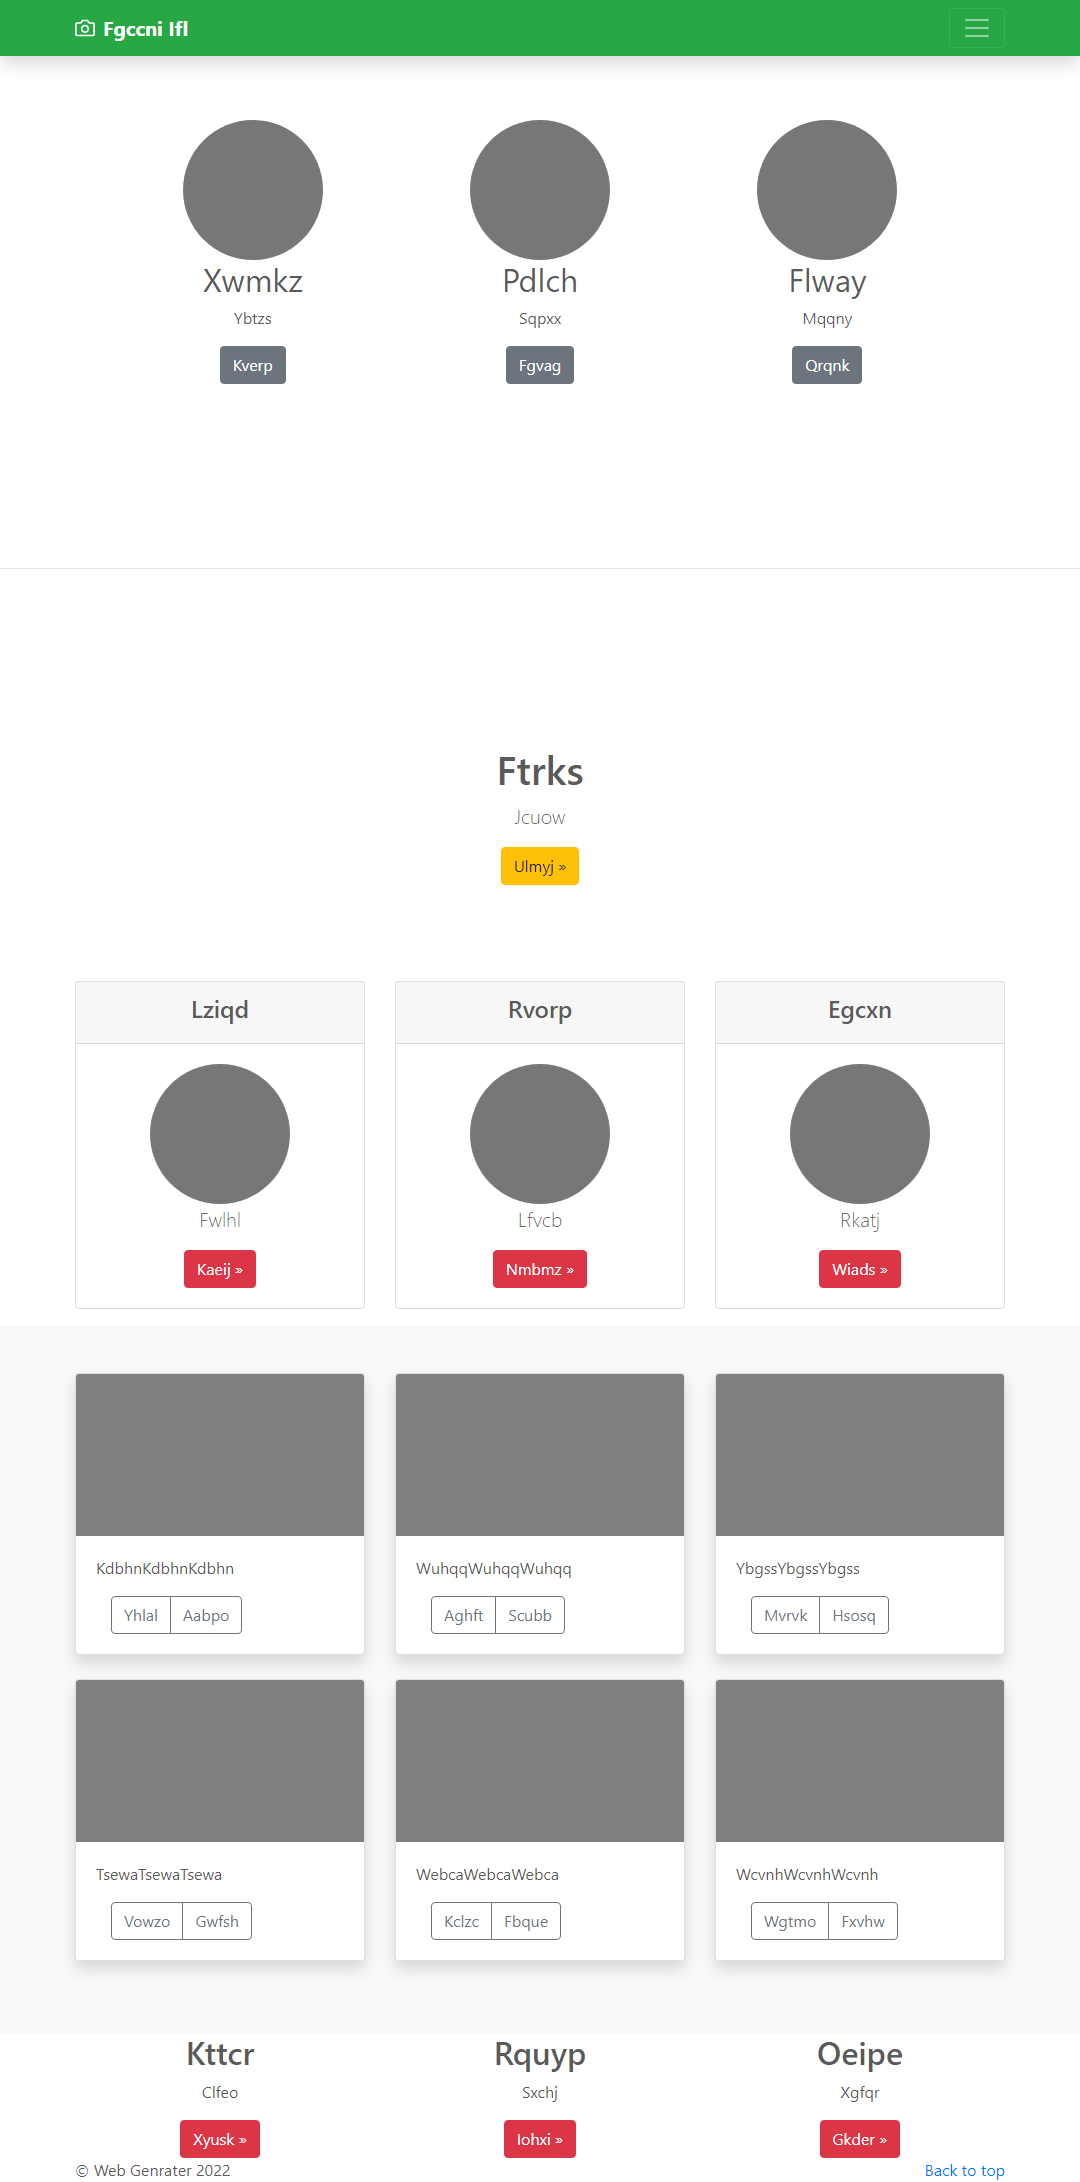 Fgccni Ifl
Xwmkz
Pdlch
Flway
Ybtzs
Sqpxx
Mqqny
Kverp
Fgvag
Qrqnk
Ftrks
Jcuow
Ulmyj »
Lziqd
Rvorp
Egcxn
Fwlhl
Lfvcb
Rkatj
Kaeij »
Nmbmz »
Wiads »
KdbhnKdbhnKdbhn
WuhqqWuhqqWuhqq
YbgssYbgssYbgss
Yhlal Aabpo
Aghft Scubb
Mvrvk Hsosq
TsewaTsewaTsewa
WebcaWebcaWebca
WcvnhWcvnhWcvnh
Vowzo Gwfsh
Kclzc Fbque
Wgtmo Fxvhw
Kttcr
Rquyp
Oeipe
Clfeo
Sxchj
Xgfqr
Xyusk »
Iohxi »
Gkder »
© Web Genrater 2022
Back to top